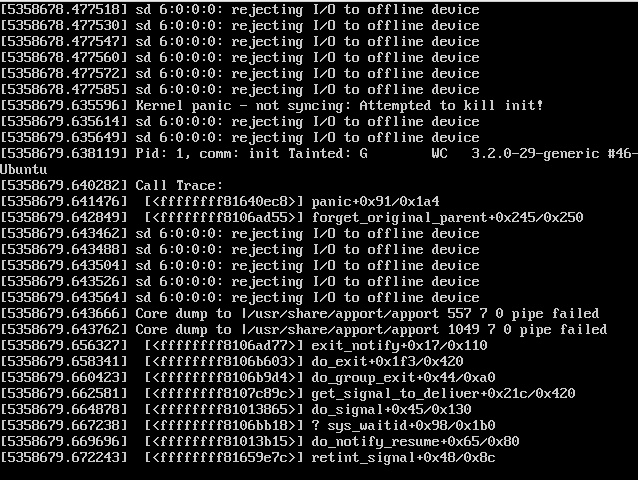 [5358678.477518] sd 6:0:0:0: rejecting I/O to offline device
[5358678.477530] sd 6:0:0:0: rejecting I/O to offline device
[5358678.477547] sd 6:0:0:0: rejecting I/O to offline device
[5358678.477560] sd 6:0:0:0: rejecting I/O to offline device
[5358678.477572] sd 6:0:0:0: rejecting I/O to offline device
[5358678.477585] sd 6:0:0:0: rejecting I/O to offline device
[5358679.635596] Kernel panic - not syncing: Attempted to kill init!
[5358679.635614] sd 6:0:0:0: rejecting I/O to offline device
[5358679.635649] sd 6:0:0:0: rejecting I/O to offline device
[5358679.638119] Pid: 1, comm: init Tainted: G        WC   3.2.0-29-generic #46-
Ubuntu
[5358679.640282] Call Trace:
[5358679.641476]  [<ffffffff81640ec8>] panic+0x91/0x1a4
[5358679.642849]  [<ffffffff8106ad55>] forget_original_parent+0x245/0x250
[5358679.643462] sd 6:0:0:0: rejecting I/O to offline device
[5358679.643488] sd 6:0:0:0: rejecting I/O to offline device
[5358679.643504] sd 6:0:0:0: rejecting I/O to offline device
[5358679.643526] sd 6:0:0:0: rejecting I/O to offline device
[5358679.643564] sd 6:0:0:0: rejecting I/O to offline device
[5358679.643666] Core dump to |/usr/share/apport/apport 557 7 0 pipe failed
[5358679.643762] Core dump to |/usr/share/apport/apport 1049 7 0 pipe failed
[5358679.656327]  [<ffffffff8106ad77>] exit_notify+0x17/0x110
[5358679.658341]  [<ffffffff8106b603>] do_exit+0x1f3/0x420
[5358679.660423]  [<ffffffff8106b9d4>] do_group_exit+0x44/0xa0
[5358679.662581]  [<ffffffff8107c89c>] get_signal_to_deliver+0x21c/0x420
[5358679.664878]  [<ffffffff81013865>] do_signal+0x45/0x130
[5358679.667238]  [<ffffffff8106bb18>] ? sys_waitid+0x98/0x1b0
[5358679.669696]  [<ffffffff81013b15>] do_notify_resume+0x65/0x80
[5358679.672243]  [<ffffffff81659e7c>] retint_signal+0x48/0x8c